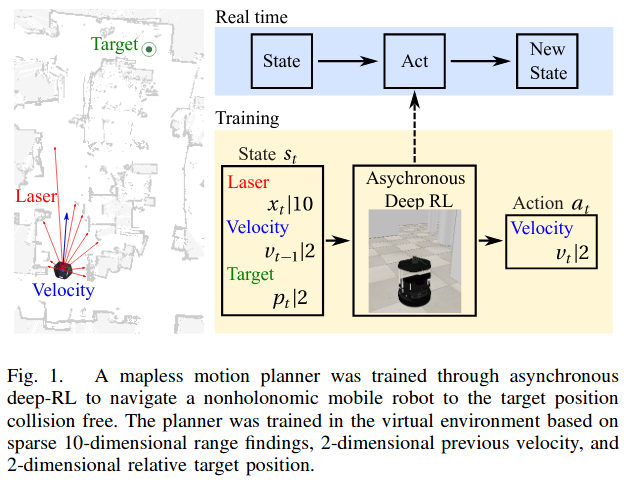 Target
Laser
Velocity
Real time
State
Act
New
State
Training
State s_t
Laser
x_t|10
Velocity
v_{t−1}|2
Target
p_t|2
Asychronous
Deep RL
Action a_t
Velocity
v_t|2
Fig. 1. A mapless motion planner was trained through asynchronous
deep-RL to navigate a nonholonomic mobile robot to the target position
collision free. The planner was trained in the virtual environment based on
sparse 10-dimensional range findings, 2-dimensional previous velocity, and
2-dimensional relative target position.